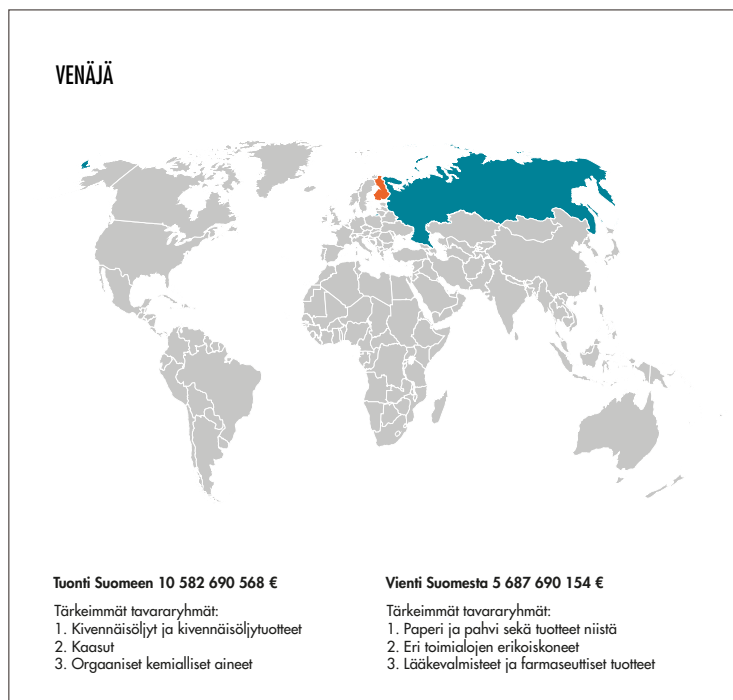 VENÄJÄ
Tuonti Suomeen 10 582 690 568 €
Tärkeimmät tavararyhmät:
1. Kivennäisöljyt ja kivennäisöljytuotteet
2. Kaasut
3. Orgaaniset kemialliset aineet
Vienti Suomesta 5 687 690 154 €
Tärkeimmät tavararyhmät:
1. Paperi ja pahvi sekä tuotteet niistä
2. Eri toimialojen erikoiskoneet
3. Lääkevalmisteet ja farmaseuttiset tuotteet